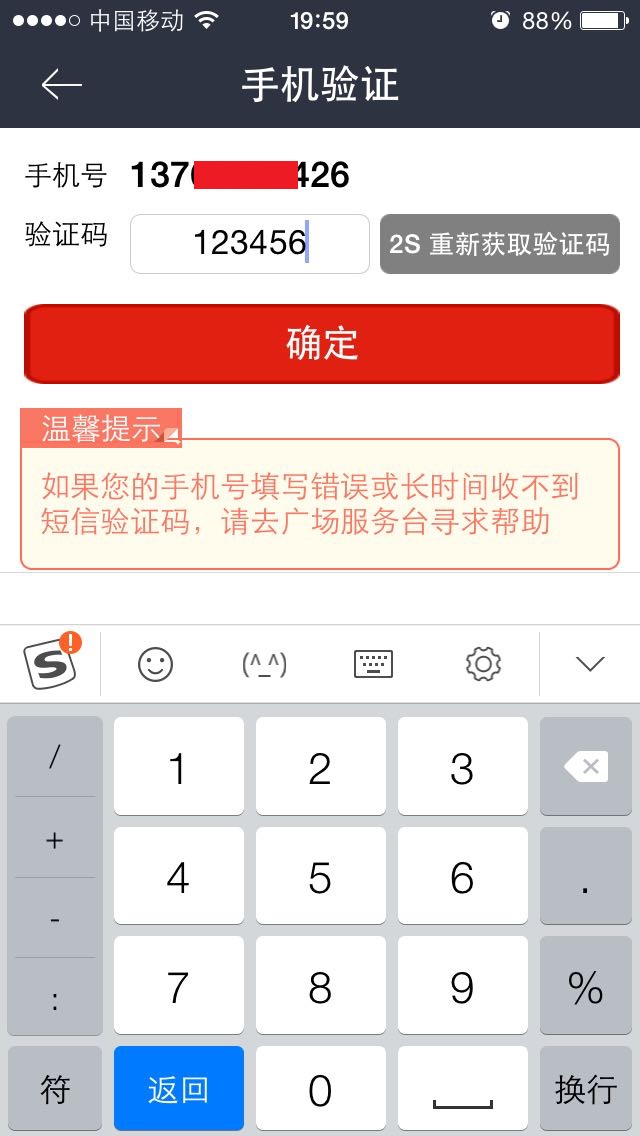 中国移动 19:59 88%
手机验证
手机号 137 426
验证码 123456 2S 重新获取验证码
确定
温馨提示
如果您的手机号填写错误或长时间收不到
短信验证码，请去广场服务台寻求帮助
S ! (^_^)
/ 1 2 3
+ 4 5 6 .
- 7 8 9 %
:
符 返回 0 换行